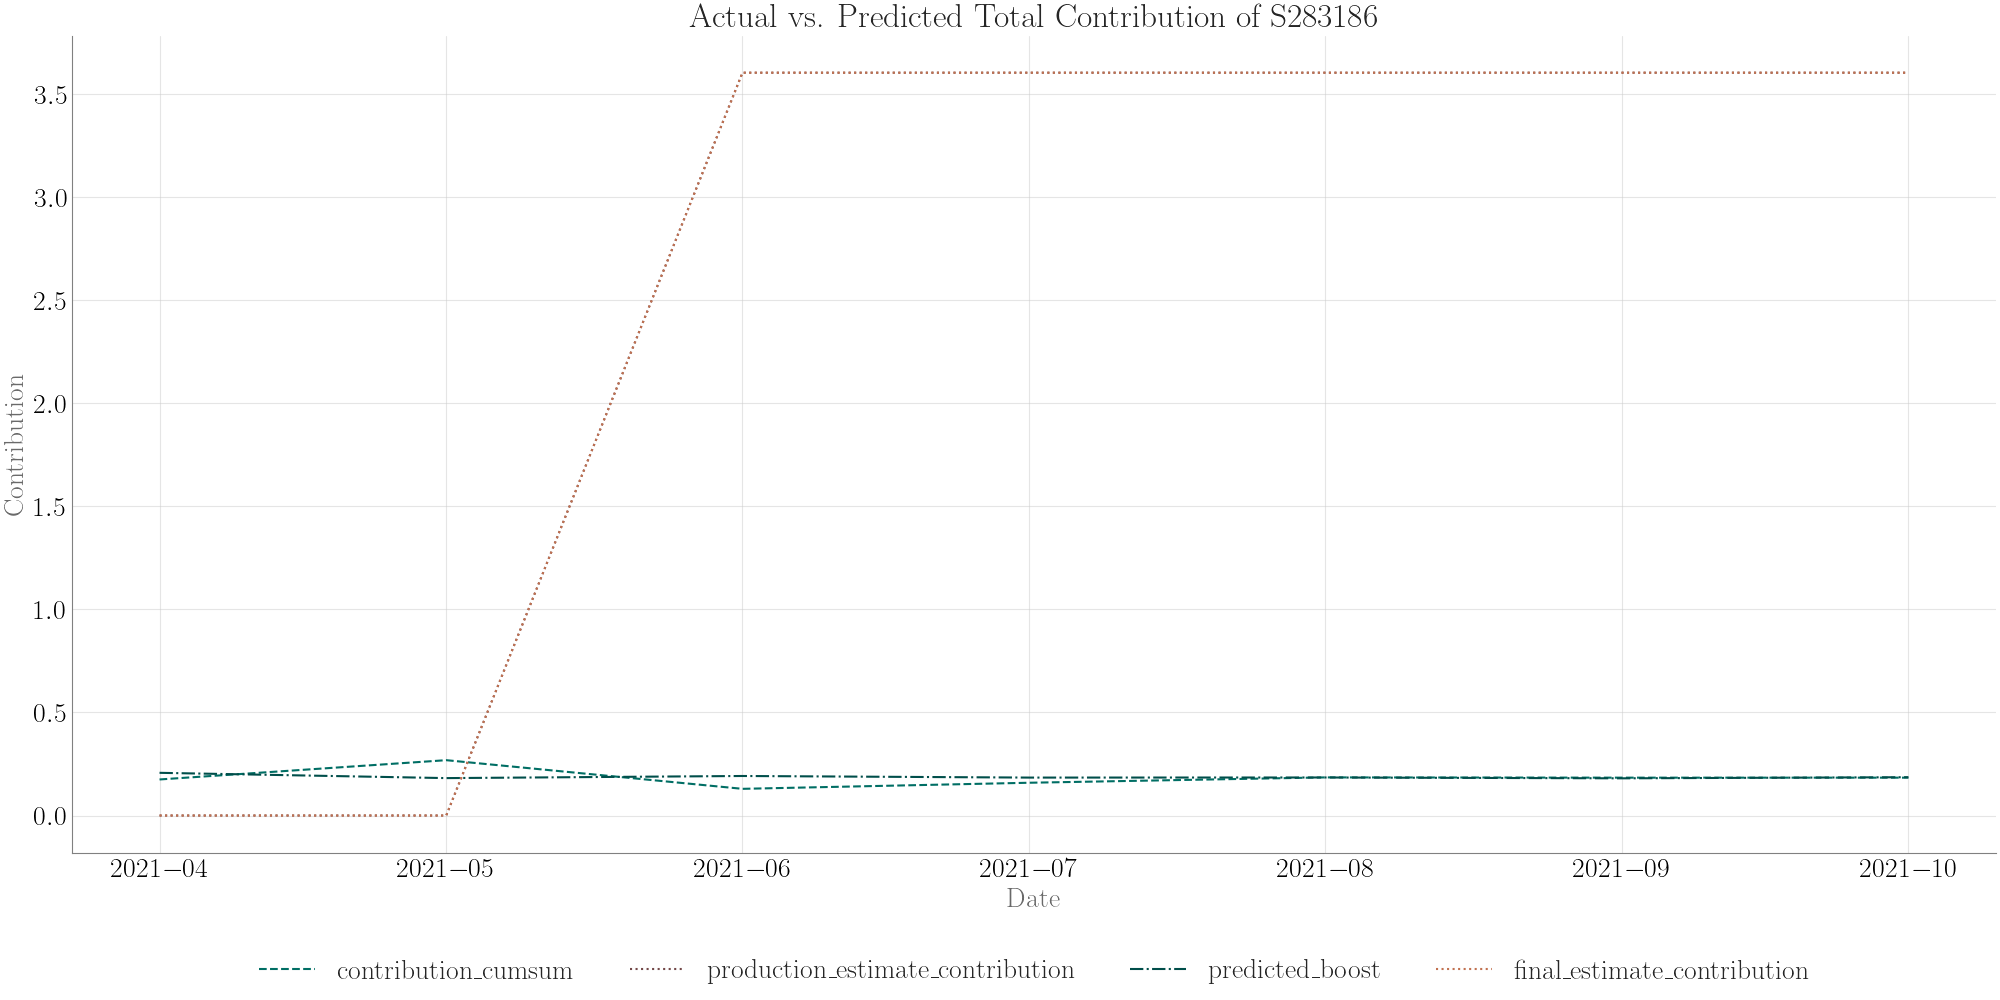 Actual vs. Predicted Total Contribution of S283186
3.5
3.0
2.5
2.0
1.5
1.0
0.5
0.0
Contribution
2021−04 2021−05 2021−06 2021−07 2021−08 2021−09 2021−10
Date
contribution_cumsum production_estimate_contribution predicted_boost final_estimate_contribution